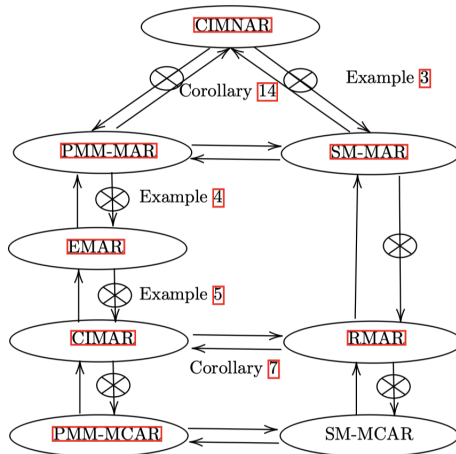 CIMNAR
Example 3
Corollary 14
PMM-MAR
SM-MAR
Example 4
EMAR
Example 5
CIMAR
RMAR
Corollary 7
PMM-MCAR
SM-MCAR